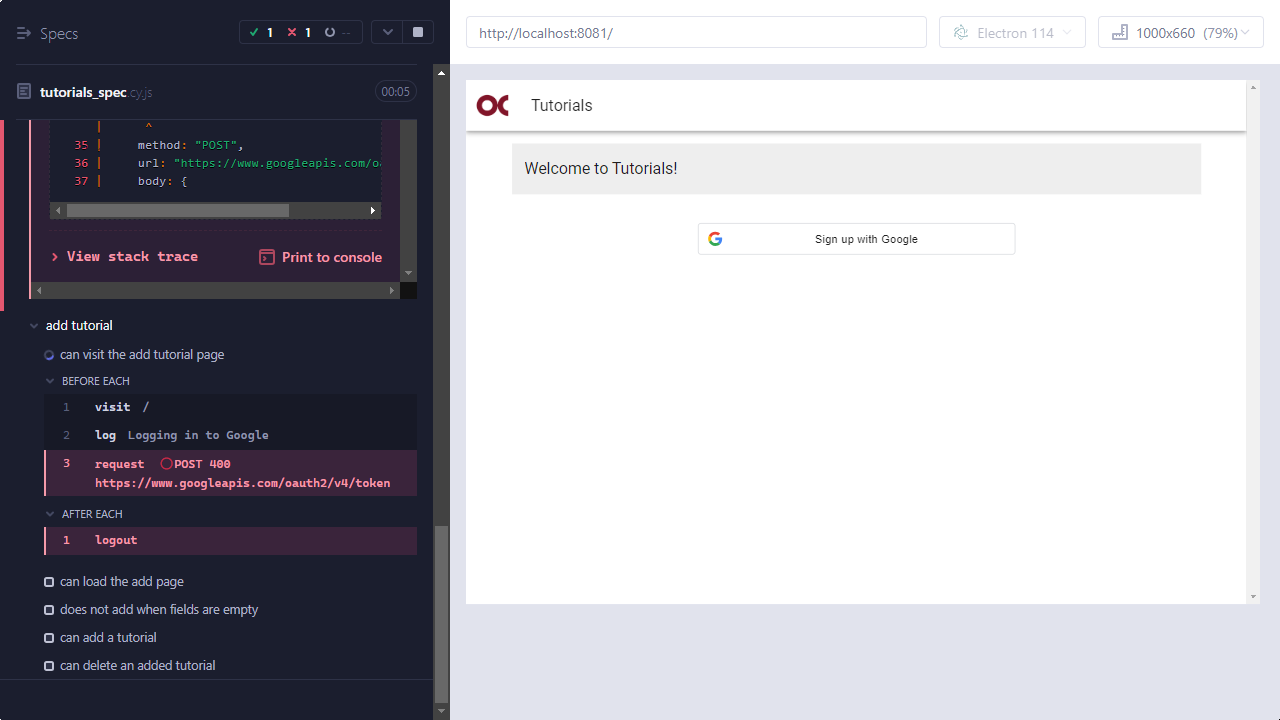 Specs
1
1
--
tutorials_spec.cy.js
00:05
| ^
35 | method: "POST",
36 | url: "https://www.googleapis.com/oa
37 | body: {
View stack trace
Print to console
add tutorial
can visit the add tutorial page
BEFORE EACH
1 visit /
2 log Logging in to Google
3 request POST 400
https://www.googleapis.com/oauth2/v4/token
AFTER EACH
1 logout
can load the add page
does not add when fields are empty
can add a tutorial
can delete an added tutorial
http://localhost:8081/
Electron 114
1000x660 (79%)
OC Tutorials
Welcome to Tutorials!
Sign up with Google